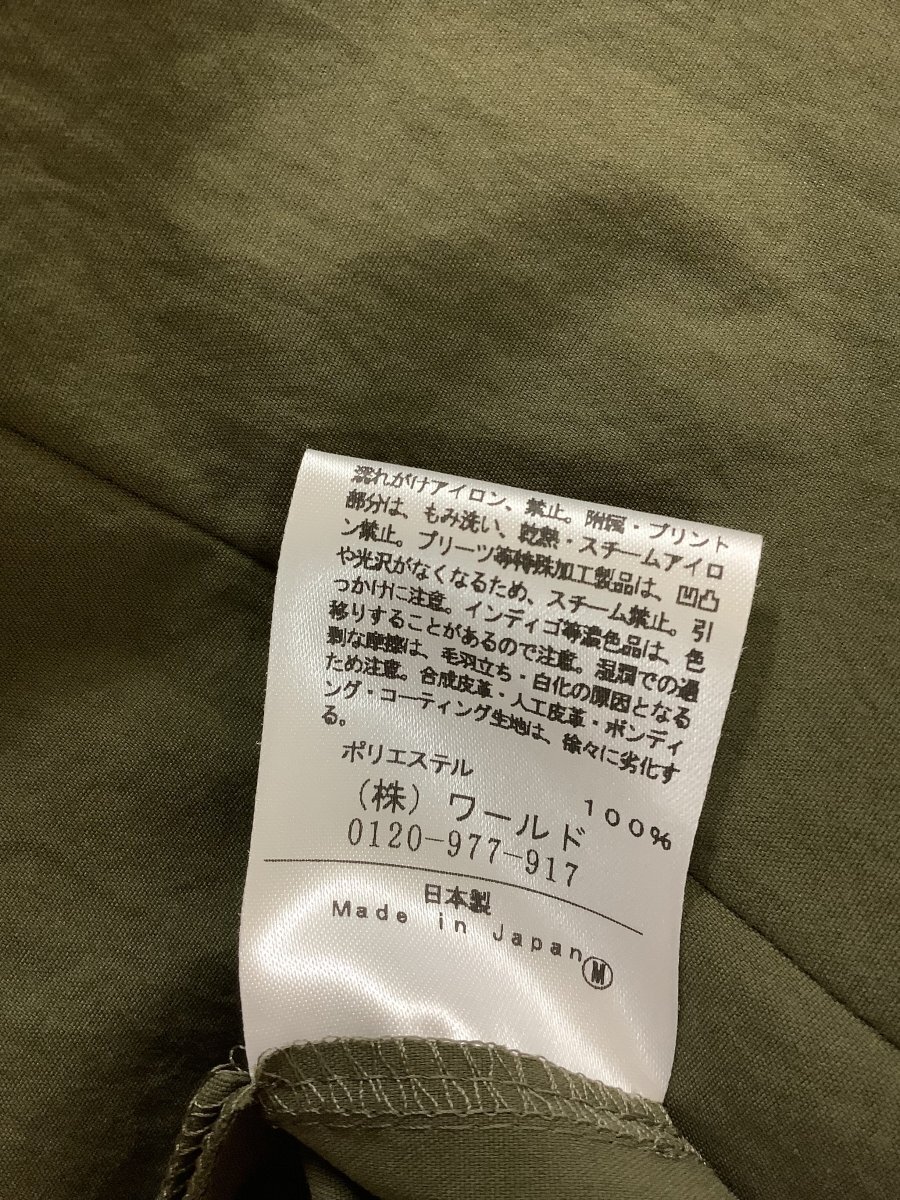 濡れがけアイロン、禁止。附属・プリント
部分は、もみ洗い、乾熱・スチームアイロ
ン禁止。プリーツ等特殊加工製品は、凹凸
や光沢がなくなるため、スチーム禁止。引
っかけに注意。インディゴ等濃色品は、色
移りすることがあるので注意。湿潤での過
剰な摩擦は、毛羽立ち・白化の原因となる
ため注意。合成皮革・人工皮革・ボンディ
ング・コーティング生地は、徐々に劣化す
る。
ポリエステル 100%
(株) ワールド
0120-977-917
日本製
Made in Japan M